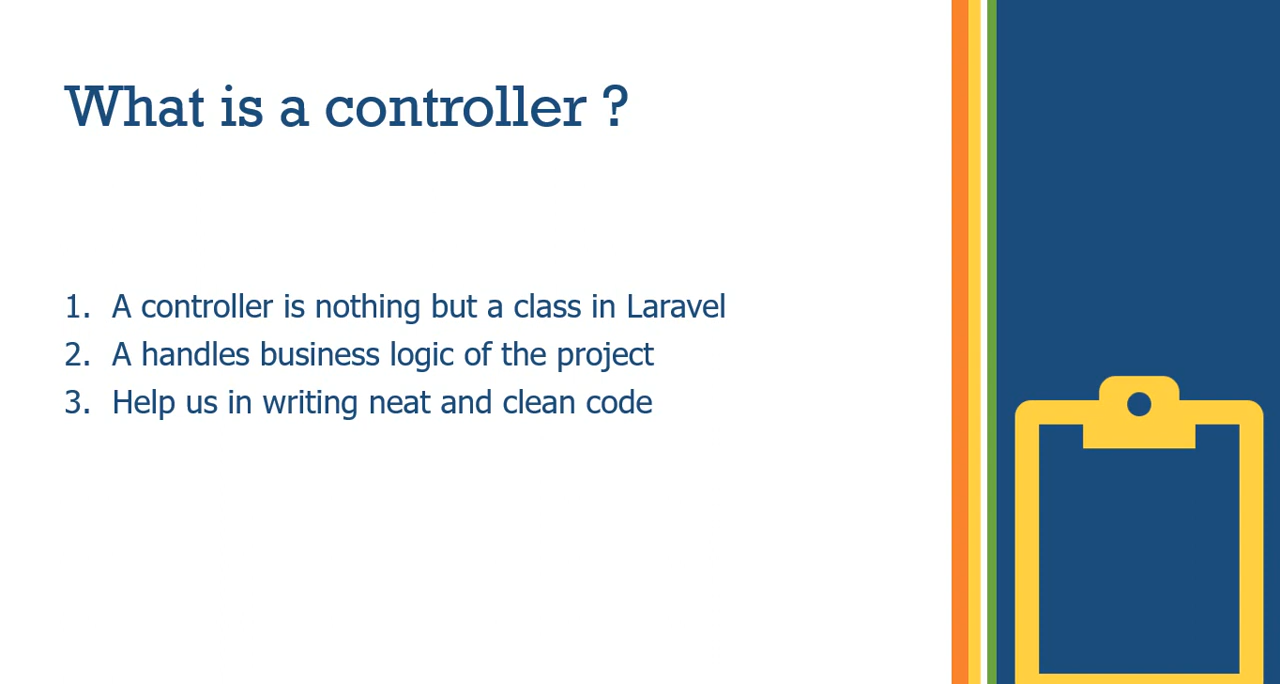 What is a controller ?
1. A controller is nothing but a class in Laravel
2. A handles business logic of the project
3. Help us in writing neat and clean code